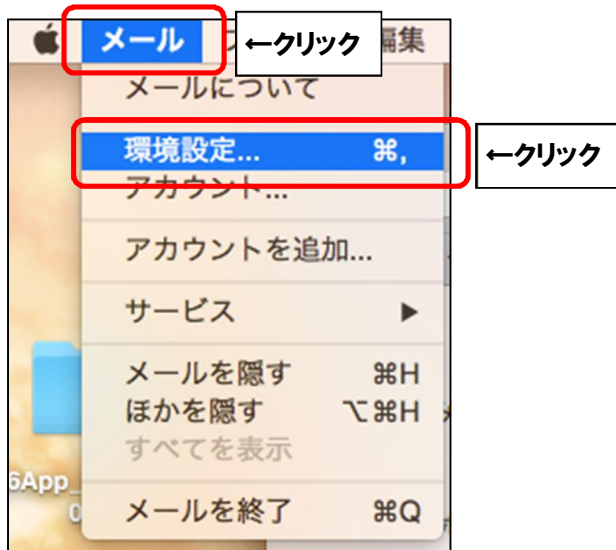 メール ←クリック 編集
メールについて
環境設定... ⌘,
←クリック
アカウント...
アカウントを追加...
サービス ▶
メールを隠す ⌘H
ほかを隠す ⌥⌘H
すべてを表示
6App_
0
メールを終了 ⌘Q